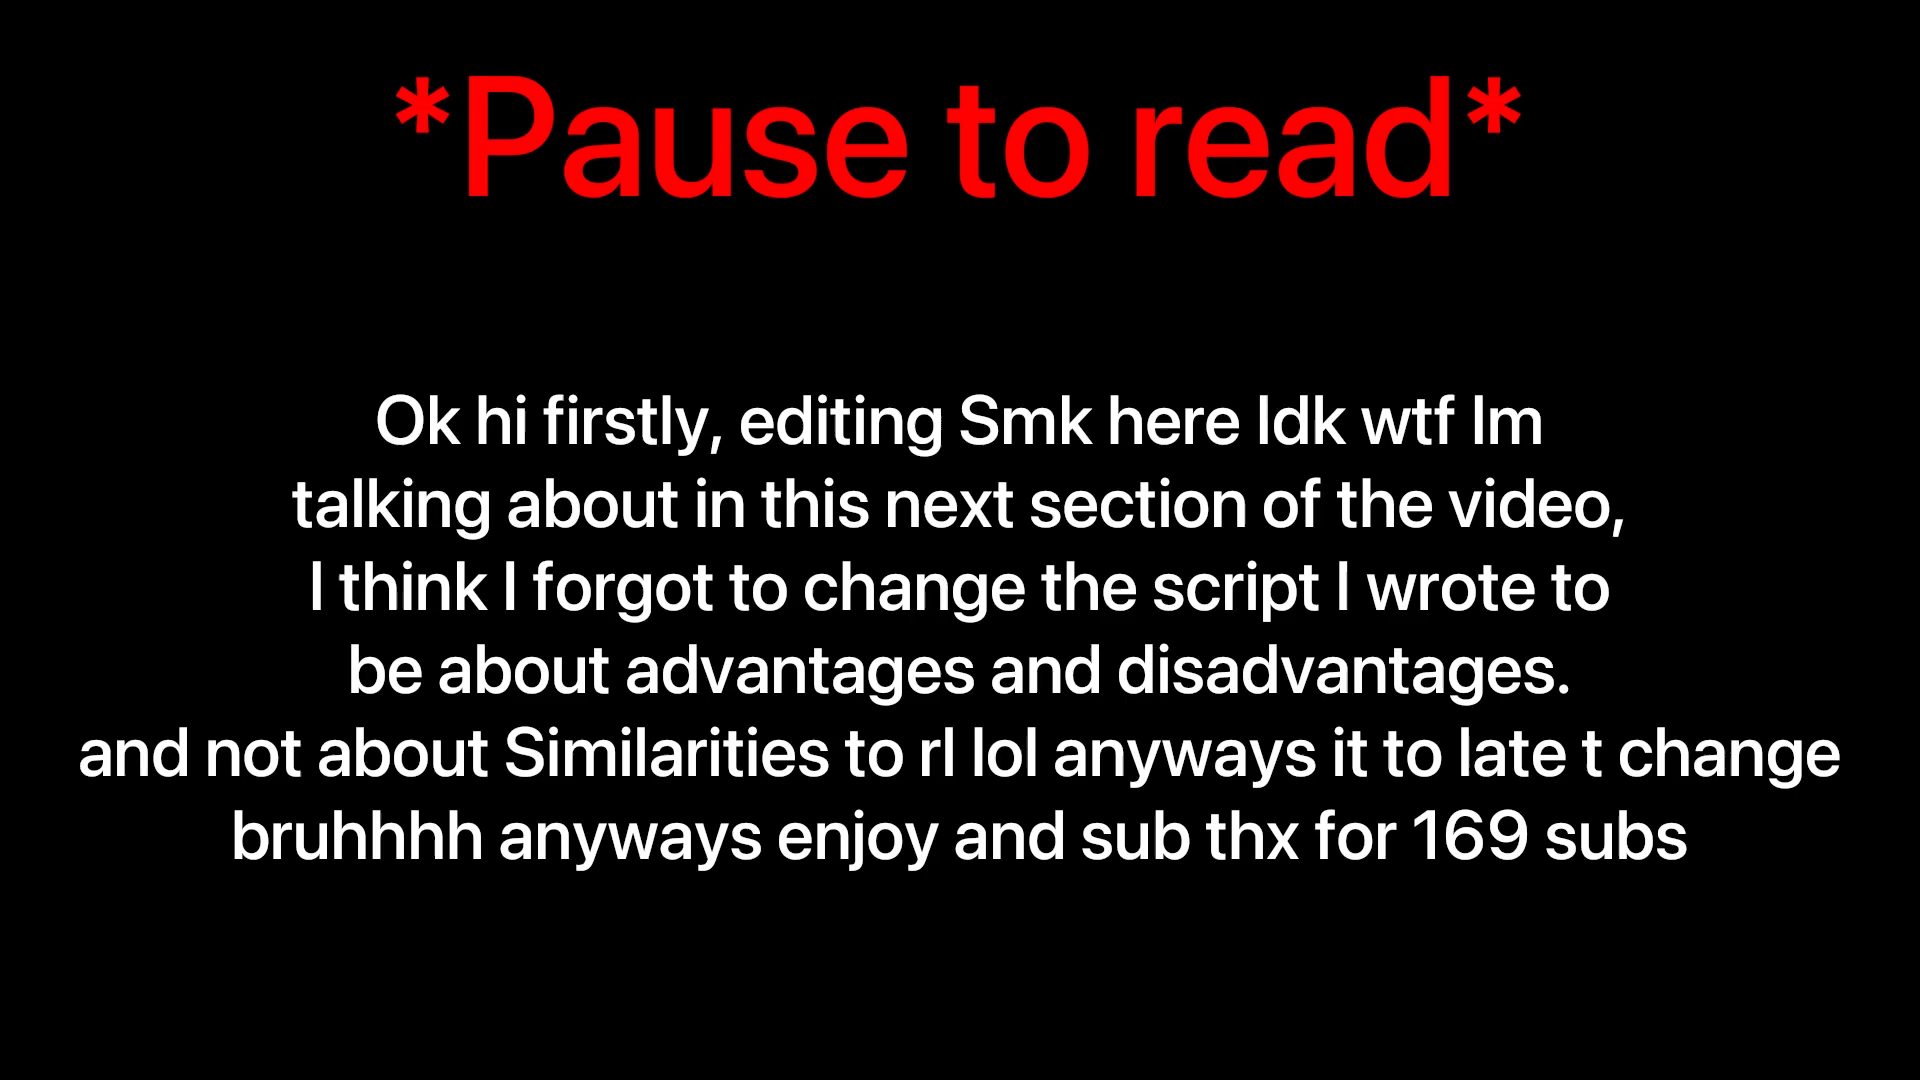 *Pause to read*
Ok hi firstly, editing Smk here Idk wtf Im
talking about in this next section of the video,
I think I forgot to change the script I wrote to
be about advantages and disadvantages.
and not about Similarities to rl lol anyways it to late t change
bruhhhh anyways enjoy and sub thx for 169 subs